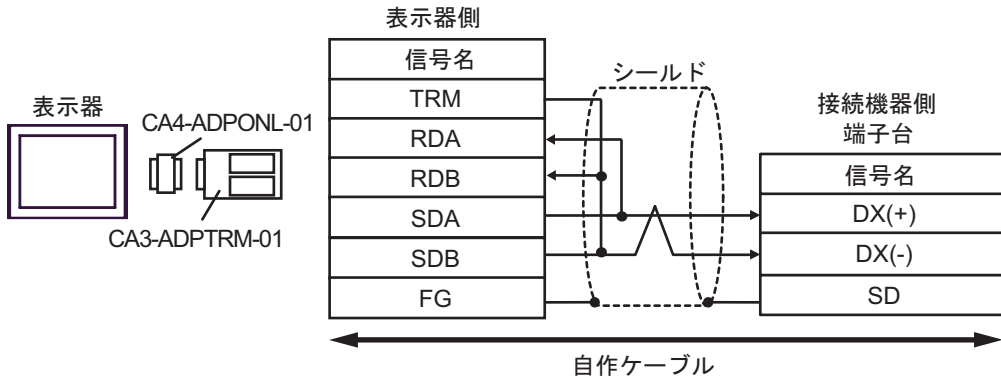 表示器
CA4-ADPONL-01
CA3-ADPTRM-01
表示器側
信号名
TRM
RDA
RDB
SDA
SDB
FG
シールド
接続機器側
端子台
信号名
DX(+)
DX(-)
SD
自作ケーブル